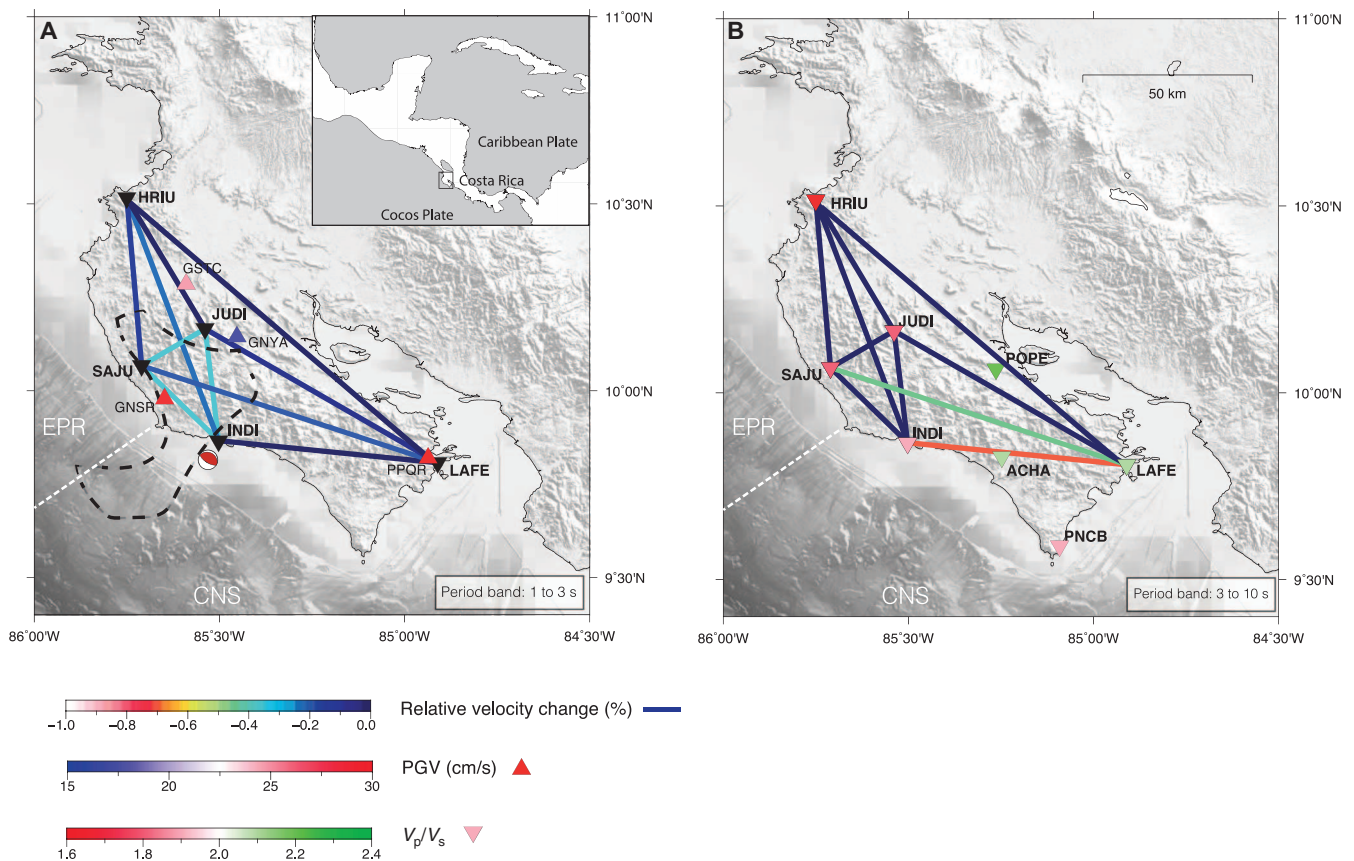 A
11°00'N
Caribbean Plate
Costa Rica
Cocos Plate
HRIU
10°30'N
GSTC
JUDI
GNYA
SAJU
GNSR
10°00'N
EPR
INDI
PPQR
LAFE
9°30'N
CNS
Period band: 1 to 3 s
86°00'W 85°30'W 85°00'W 84°30'W
B
11°00'N
50 km
HRIU
10°30'N
JUDI
POPE
SAJU
10°00'N
EPR
INDI
ACHA
LAFE
PNCB
9°30'N
CNS
Period band: 3 to 10 s
86°00'W 85°30'W 85°00'W 84°30'W
Relative velocity change (%)
−1.0 −0.8 −0.6 −0.4 −0.2 0.0
PGV (cm/s)
15 20 25 30
Vp/Vs
1.6 1.8 2.0 2.2 2.4